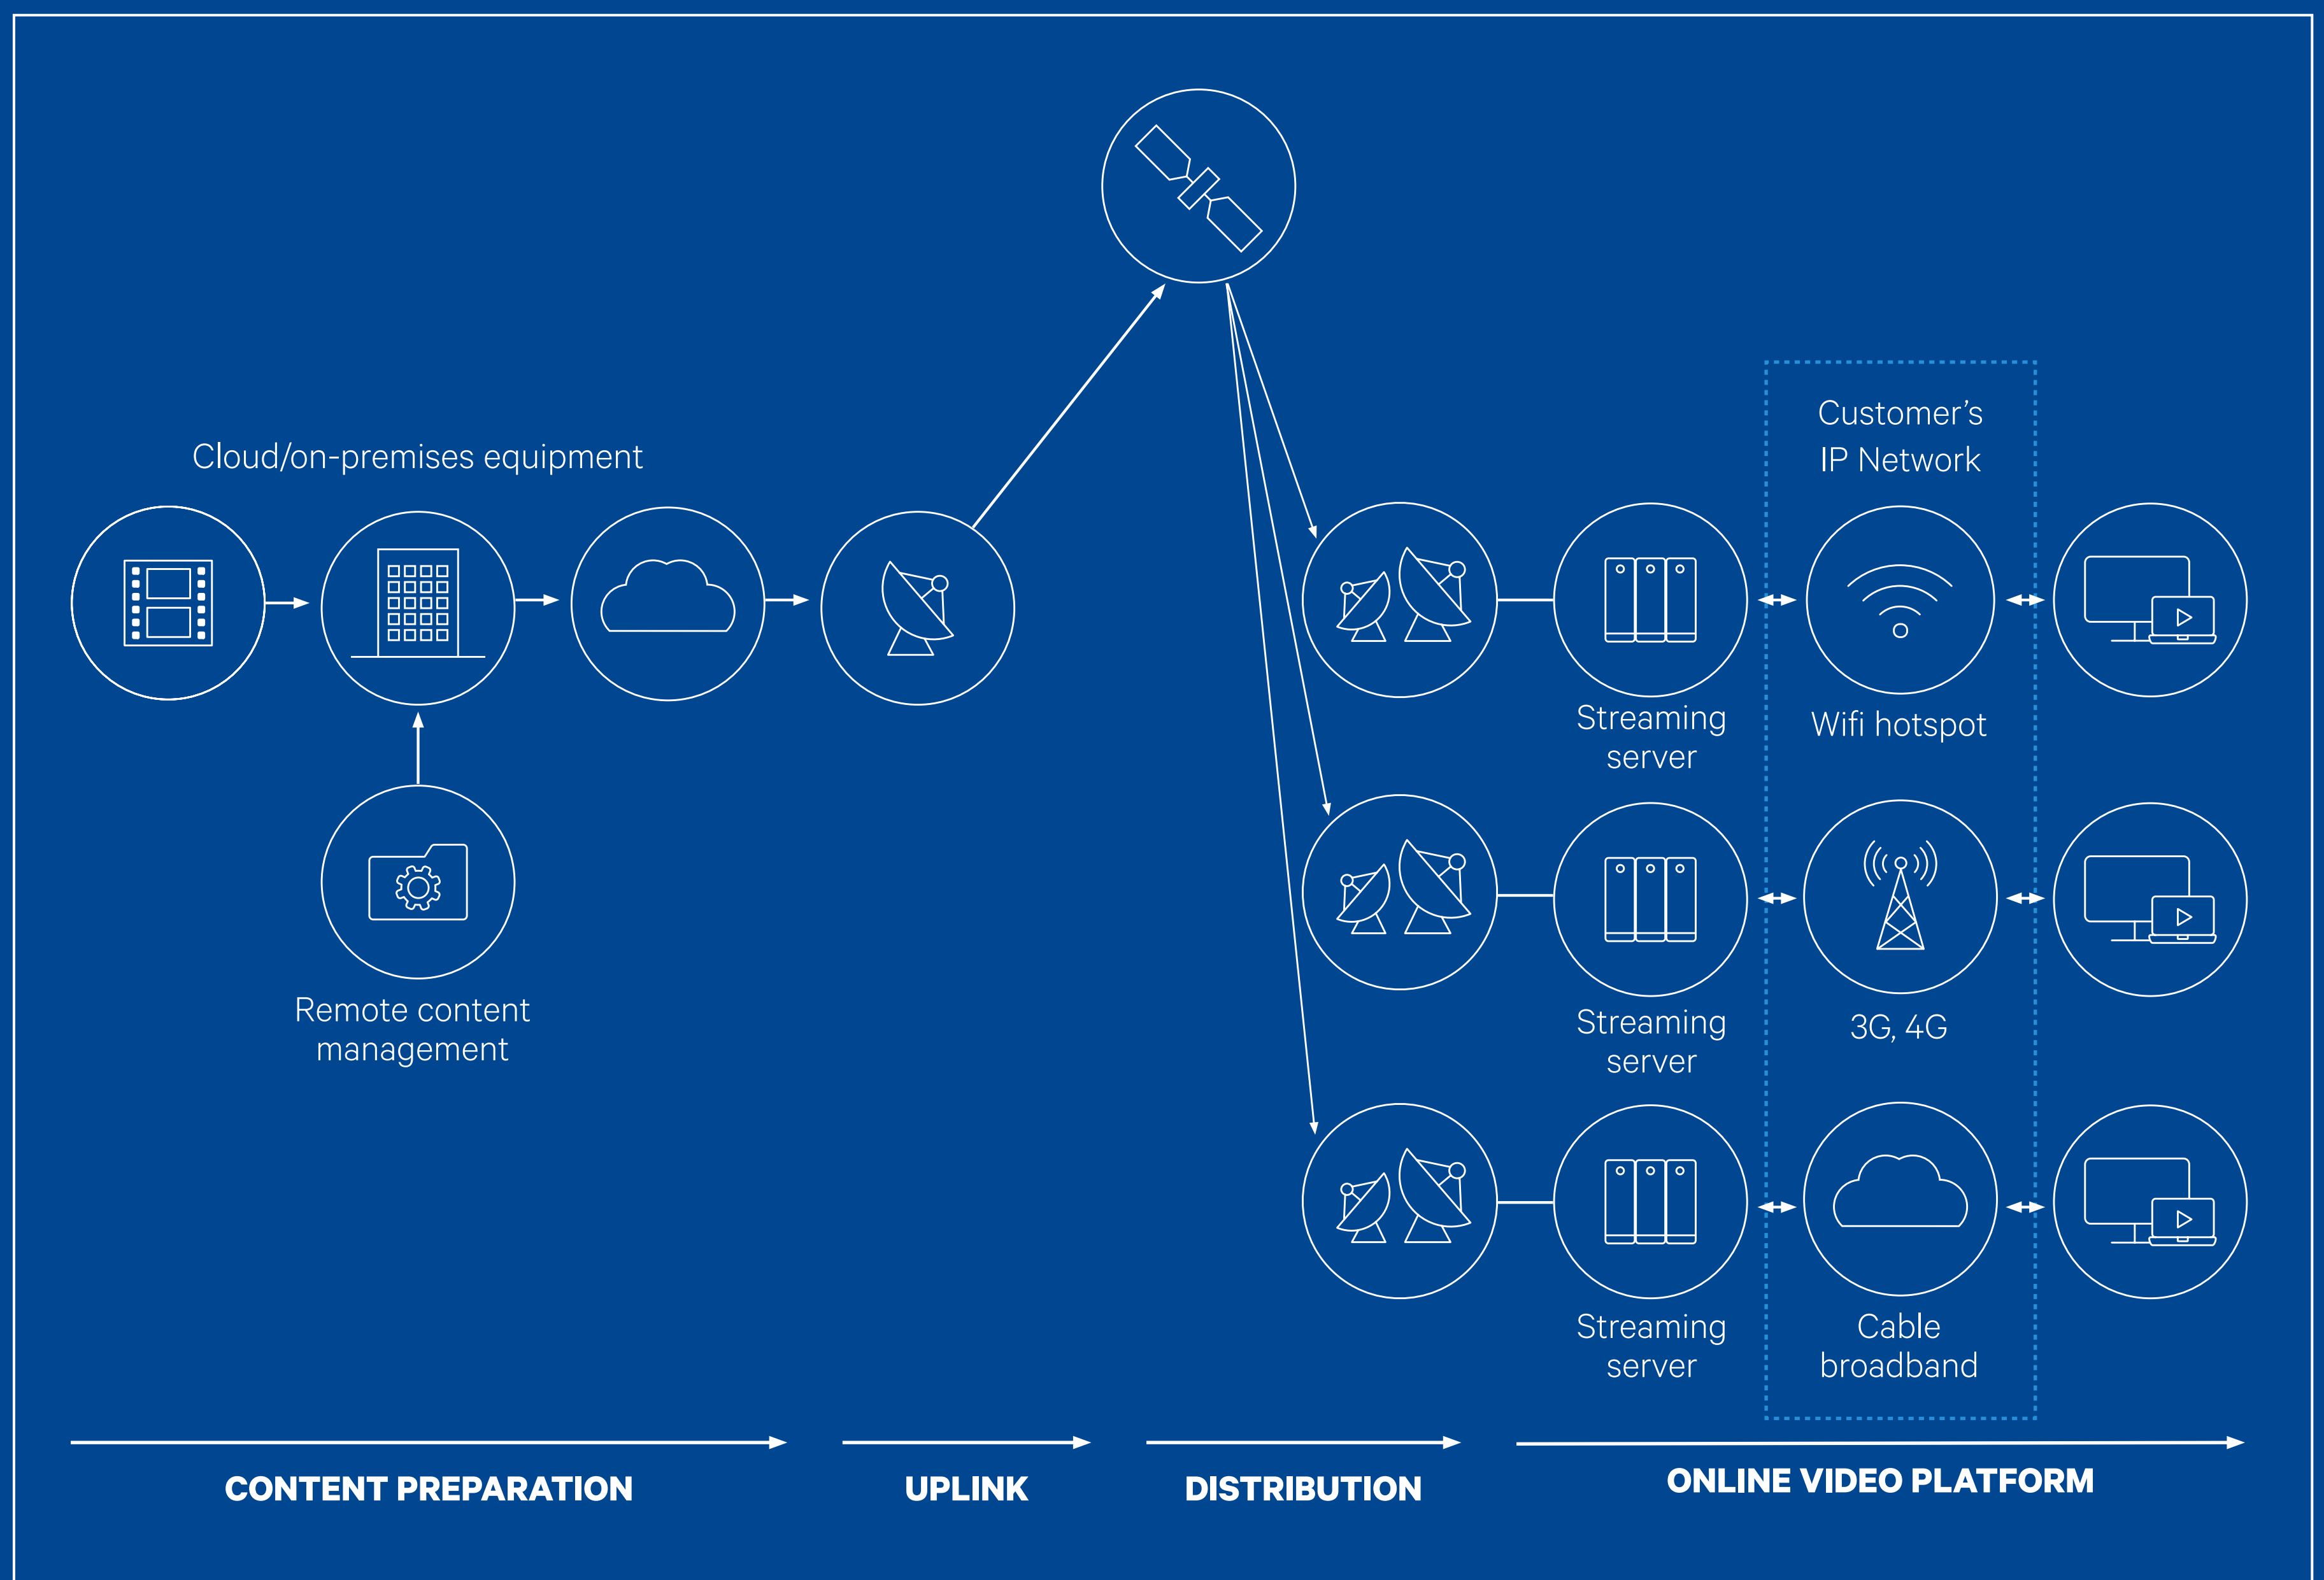 Cloud/on-premises equipment
Customer’s
IP Network
Streaming
server
Wifi hotspot
Remote content
management
Streaming
server
3G, 4G
Streaming
server
Cable
broadband
CONTENT PREPARATION
UPLINK
DISTRIBUTION
ONLINE VIDEO PLATFORM